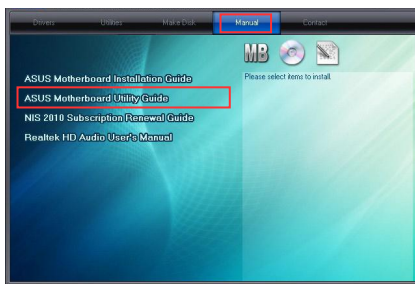 Drivers Utilities Make Disk Manual Contact
MB
ASUS Motherboard Installation Guide
Please select items to install.
ASUS Motherboard Utility Guide
NIS 2010 Subscription Renewal Guide
Realtek HD Audio User's Manual